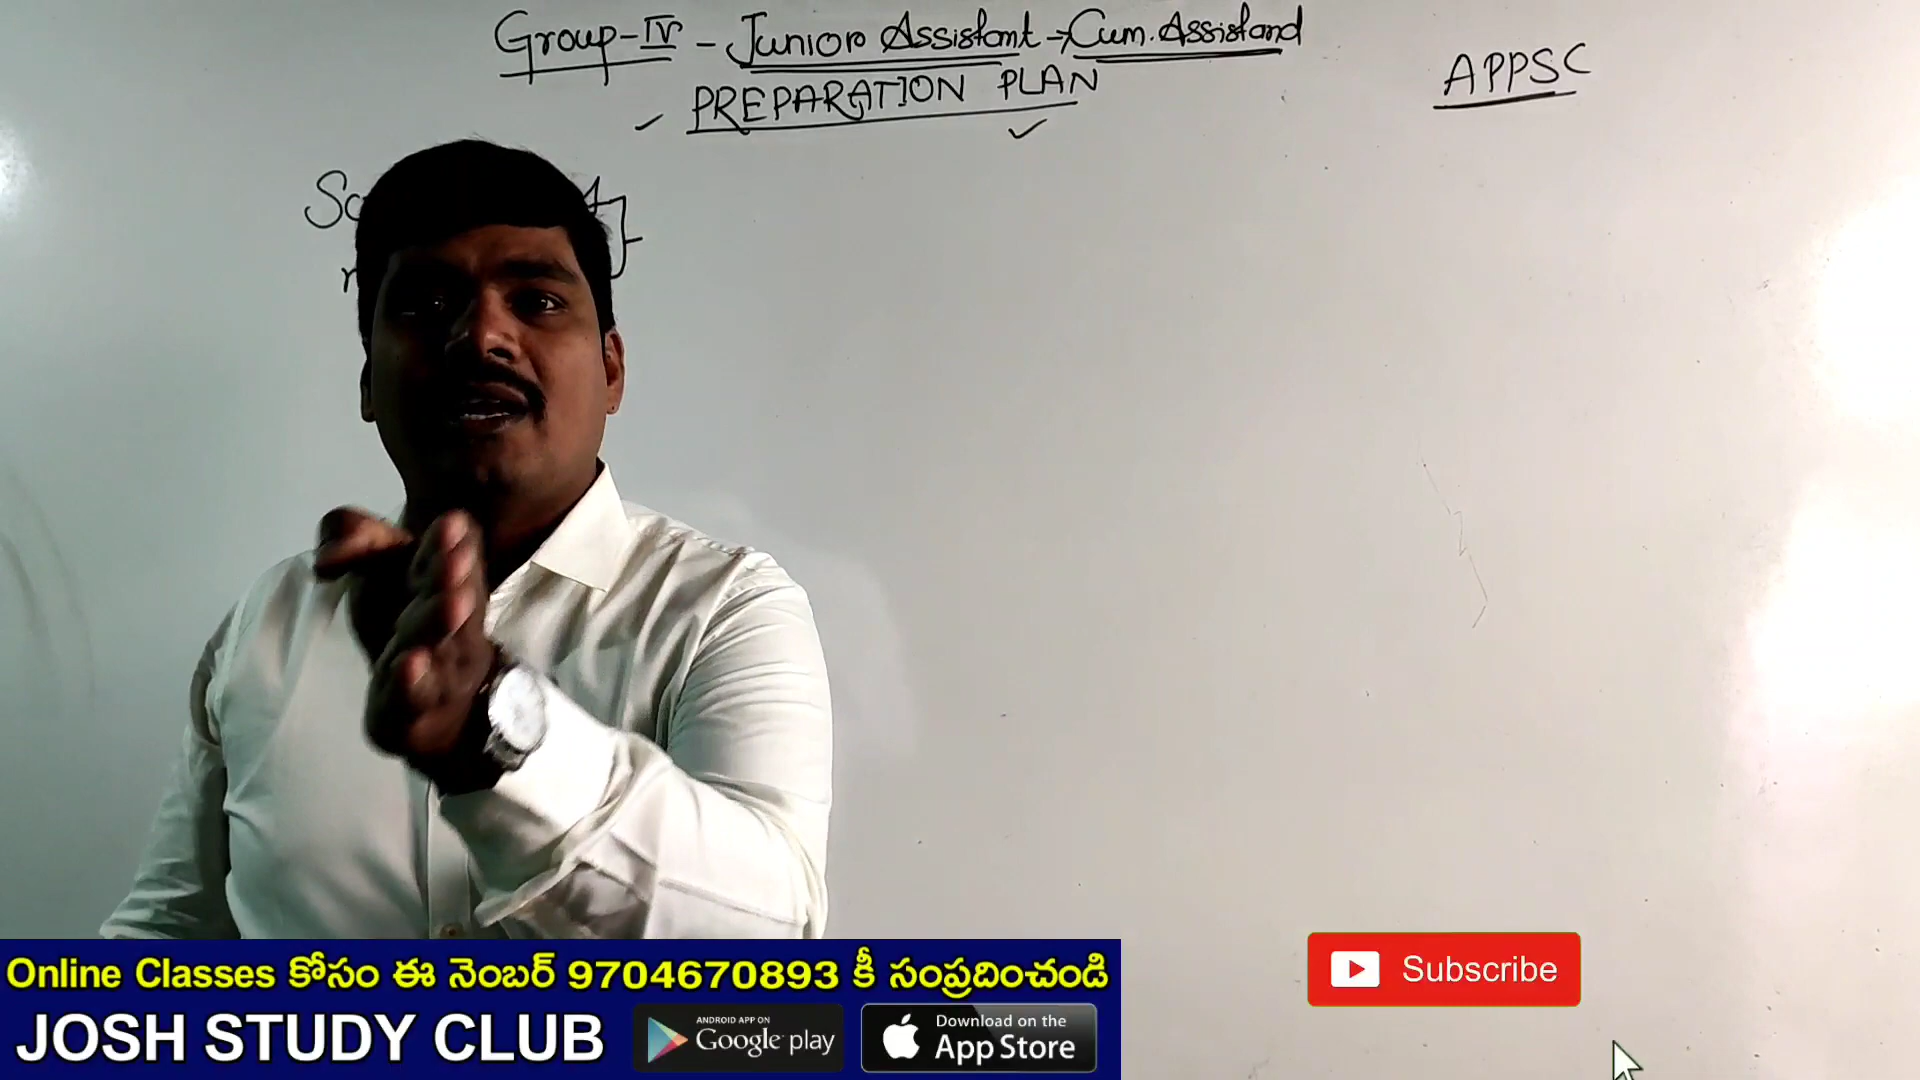 Group-IV - Junior Assistant → Cum. Assistand
APPSC
PREPARATION PLAN
Online Classes కోసం ఈ నెంబర్ 9704670893 కీ సంప్రదించండి
JOSH STUDY CLUB
ANDROID APP ON
Google play
Download on the
App Store
Subscribe